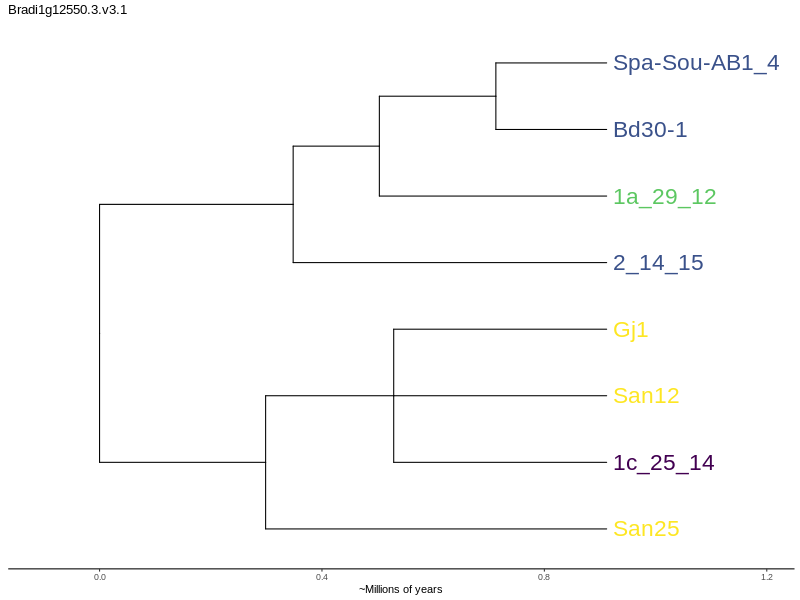 Bradi1g12550.3.v3.1
Spa-Sou-AB1_4
Bd30-1
1a_29_12
2_14_15
Gj1
San12
1c_25_14
San25
0.0 0.4 0.8 1.2
~Millions of years